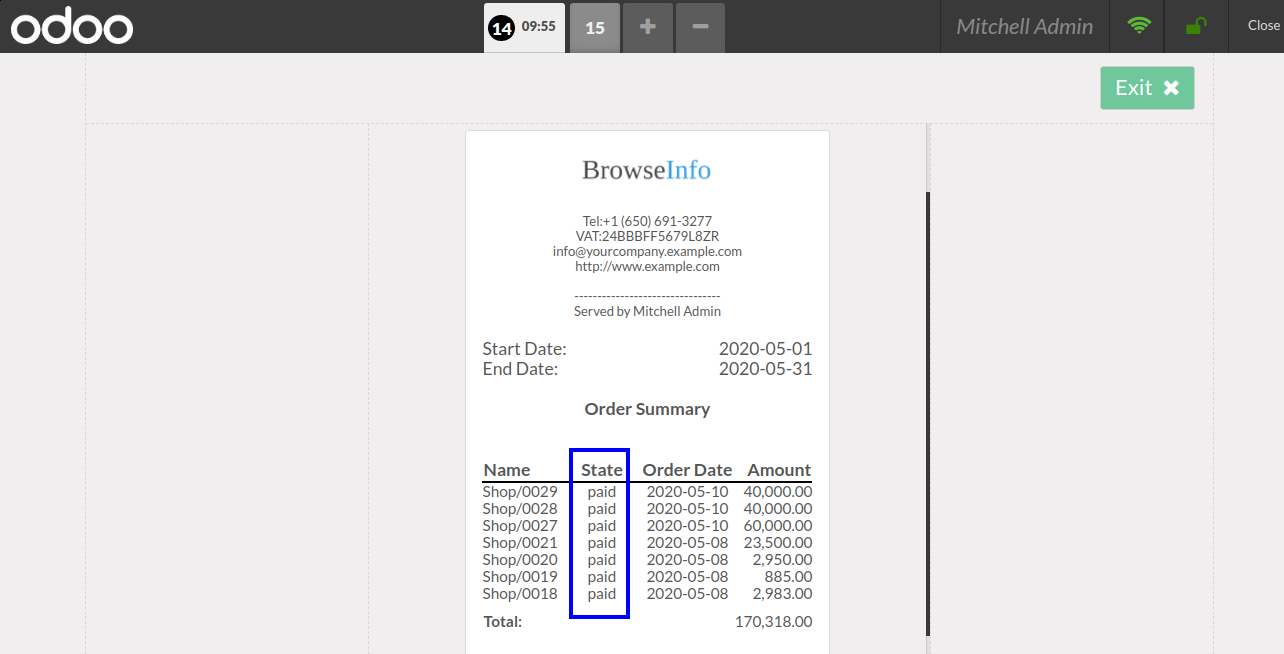 odoo 14 09:55 15 + − Mitchell Admin Close
Exit ✖
BrowseInfo
Tel:+1 (650) 691-3277
VAT:24BBBFF5679L8ZR
info@yourcompany.example.com
http://www.example.com
--------------------------------
Served by Mitchell Admin
Start Date: 2020-05-01
End Date: 2020-05-31
Order Summary
Name State Order Date Amount
Shop/0029 paid 2020-05-10 40,000.00
Shop/0028 paid 2020-05-10 40,000.00
Shop/0027 paid 2020-05-10 60,000.00
Shop/0021 paid 2020-05-08 23,500.00
Shop/0020 paid 2020-05-08 2,950.00
Shop/0019 paid 2020-05-08 885.00
Shop/0018 paid 2020-05-08 2,983.00
Total: 170,318.00